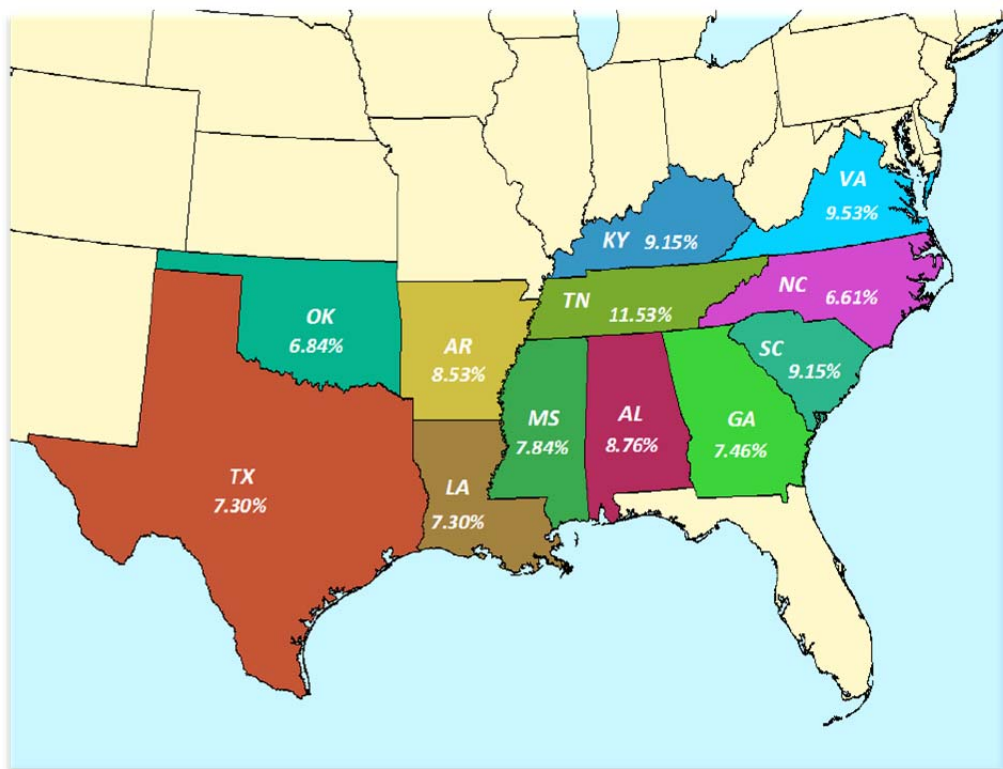 VA
9.53%
KY 9.15%
NC
6.61%
TN
11.53%
OK
6.84%
AR
8.53%
SC
9.15%
MS
7.84%
AL
8.76%
GA
7.46%
TX
7.30%
LA
7.30%